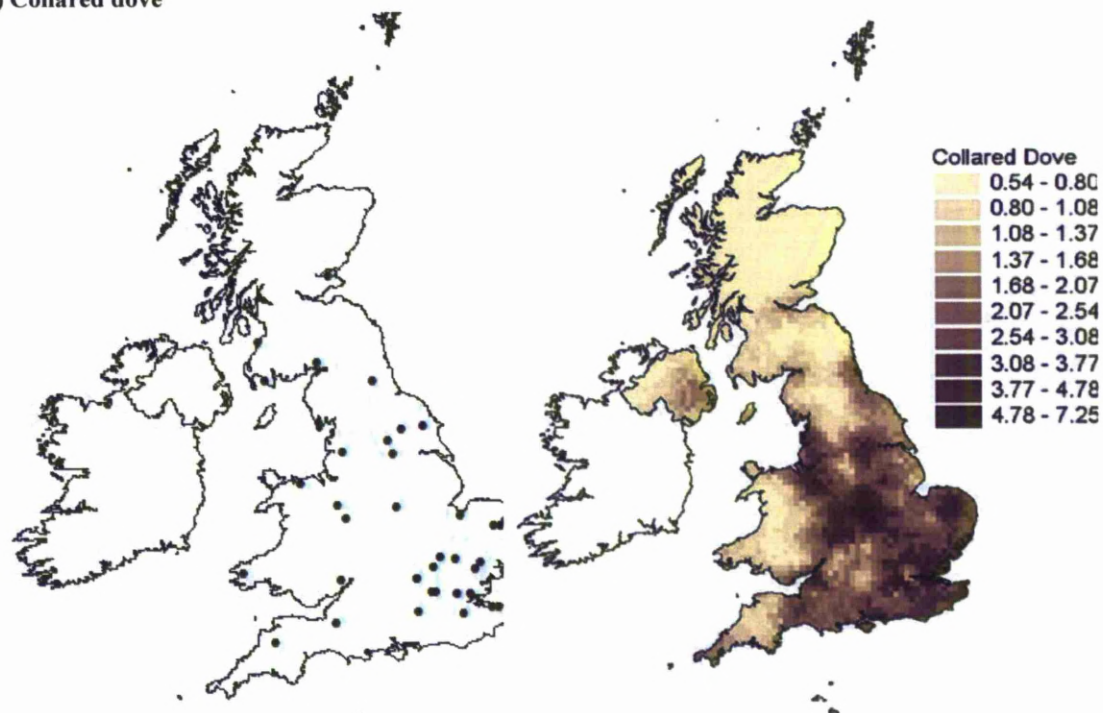 ) Collared dove
Collared Dove
0.54 - 0.80
0.80 - 1.08
1.08 - 1.37
1.37 - 1.68
1.68 - 2.07
2.07 - 2.54
2.54 - 3.08
3.08 - 3.77
3.77 - 4.78
4.78 - 7.25